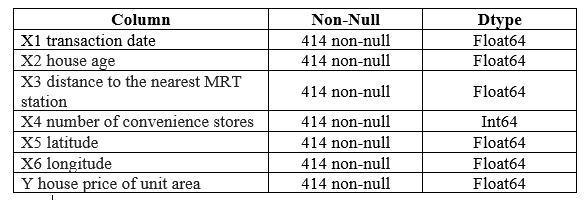 Column Non-Null Dtype
X1 transaction date 414 non-null Float64
X2 house age 414 non-null Float64
X3 distance to the nearest MRT
station 414 non-null Float64
X4 number of convenience stores 414 non-null Int64
X5 latitude 414 non-null Float64
X6 longitude 414 non-null Float64
Y house price of unit area 414 non-null Float64